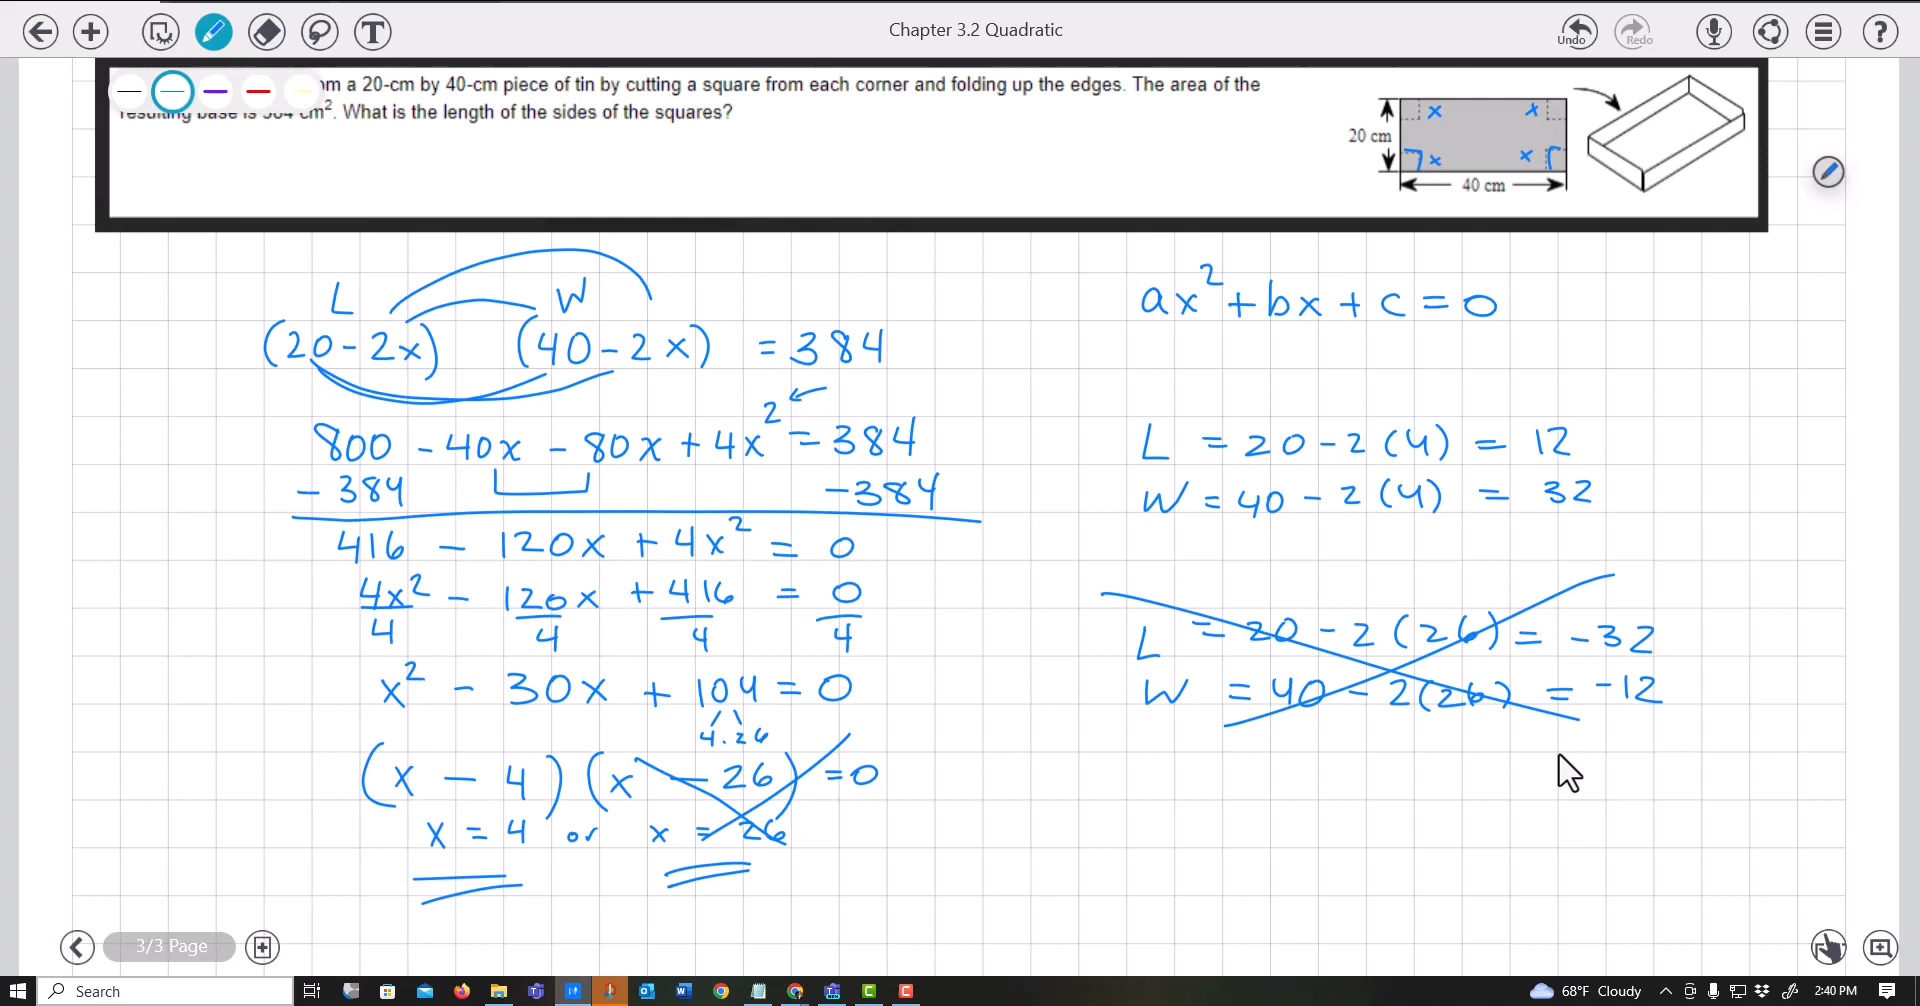 Chapter 3.2 Quadratic
Undo
Redo
om a 20-cm by 40-cm piece of tin by cutting a square from each corner and folding up the edges. The area of the
resulting base is 384 cm². What is the length of the sides of the squares?
x x
20 cm
x x
40 cm
L W
(20-2x) (40-2x) = 384
800 - 40x - 80x + 4x² = 384
- 384 -384
416 - 120x + 4x² = 0
4x² - 120x + 416 = 0
4 4 4 4
x² - 30x + 104 = 0
4.26
(x - 4) (x - 26) = 0
x = 4 or x = 26
ax² + bx + c = 0
L = 20 - 2 (4) = 12
W = 40 - 2 (4) = 32
L = 20 - 2 (26) = -32
W = 40 - 2(26) = -12
3/3 Page
Search
68°F Cloudy
2:40 PM